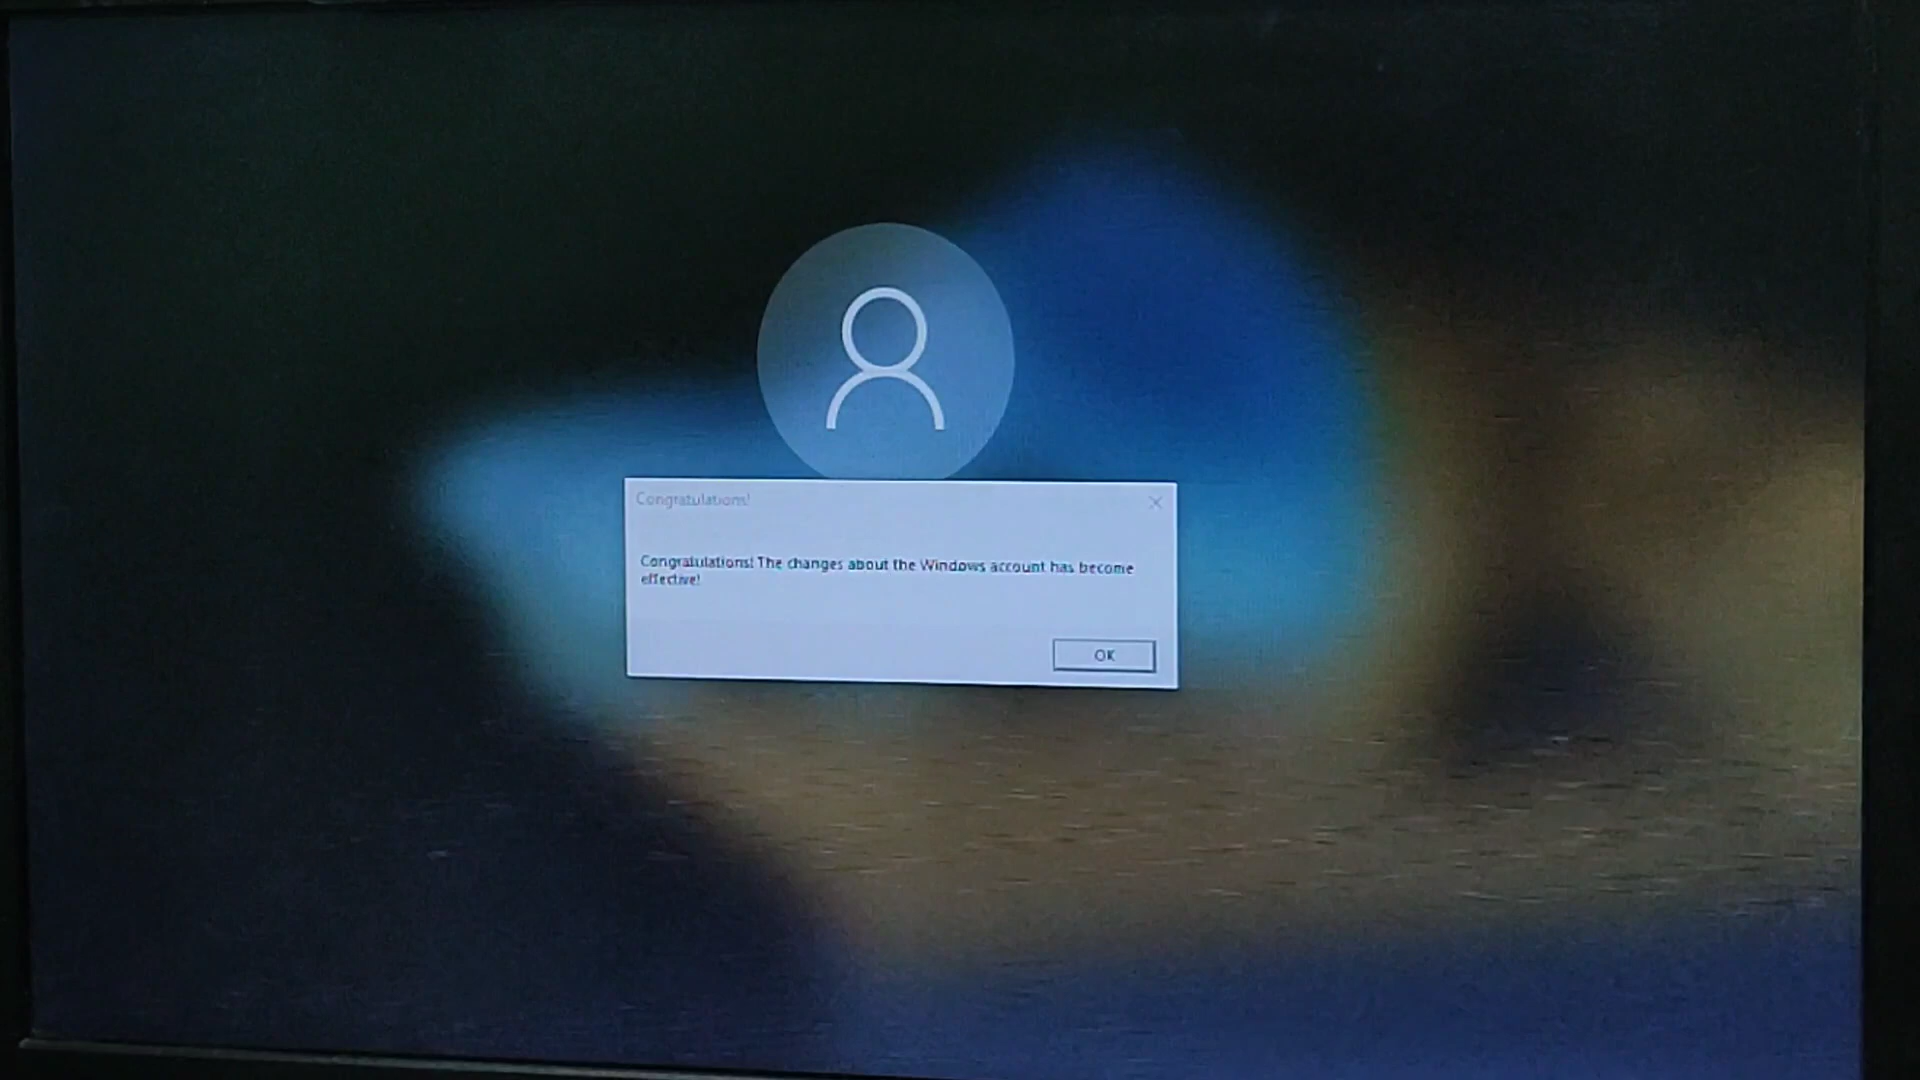 Congratulations!
Congratulations! The changes about the Windows account has become
effective!
OK